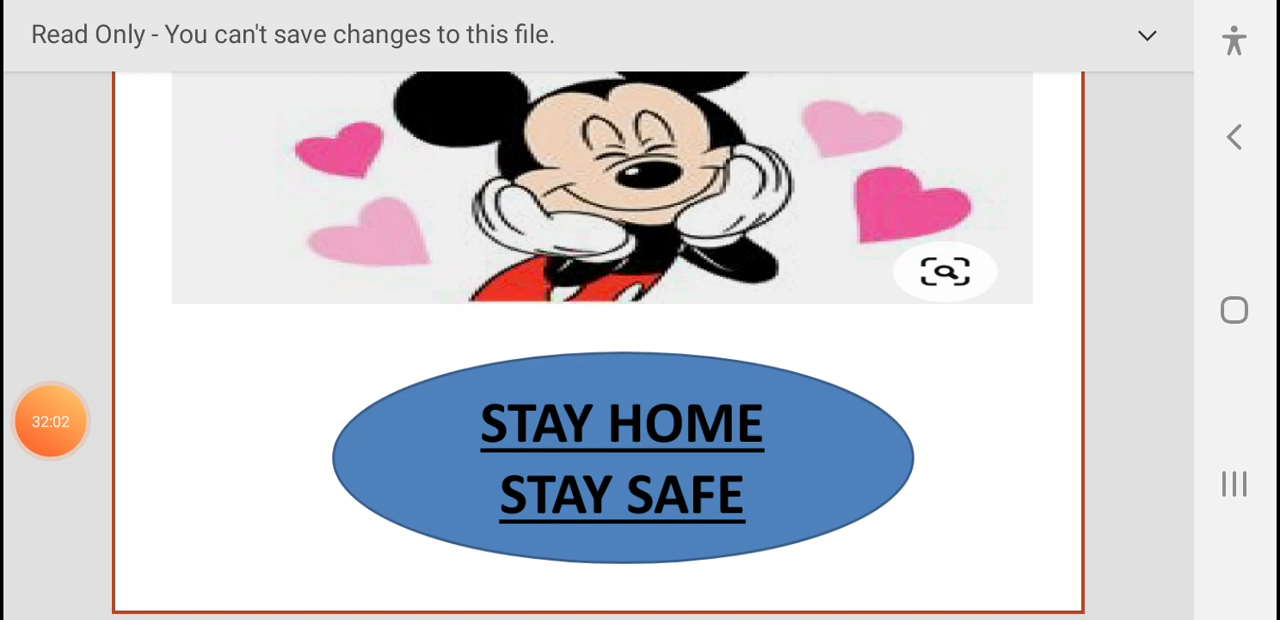 Read Only - You can't save changes to this file.
32:02
STAY HOME
STAY SAFE